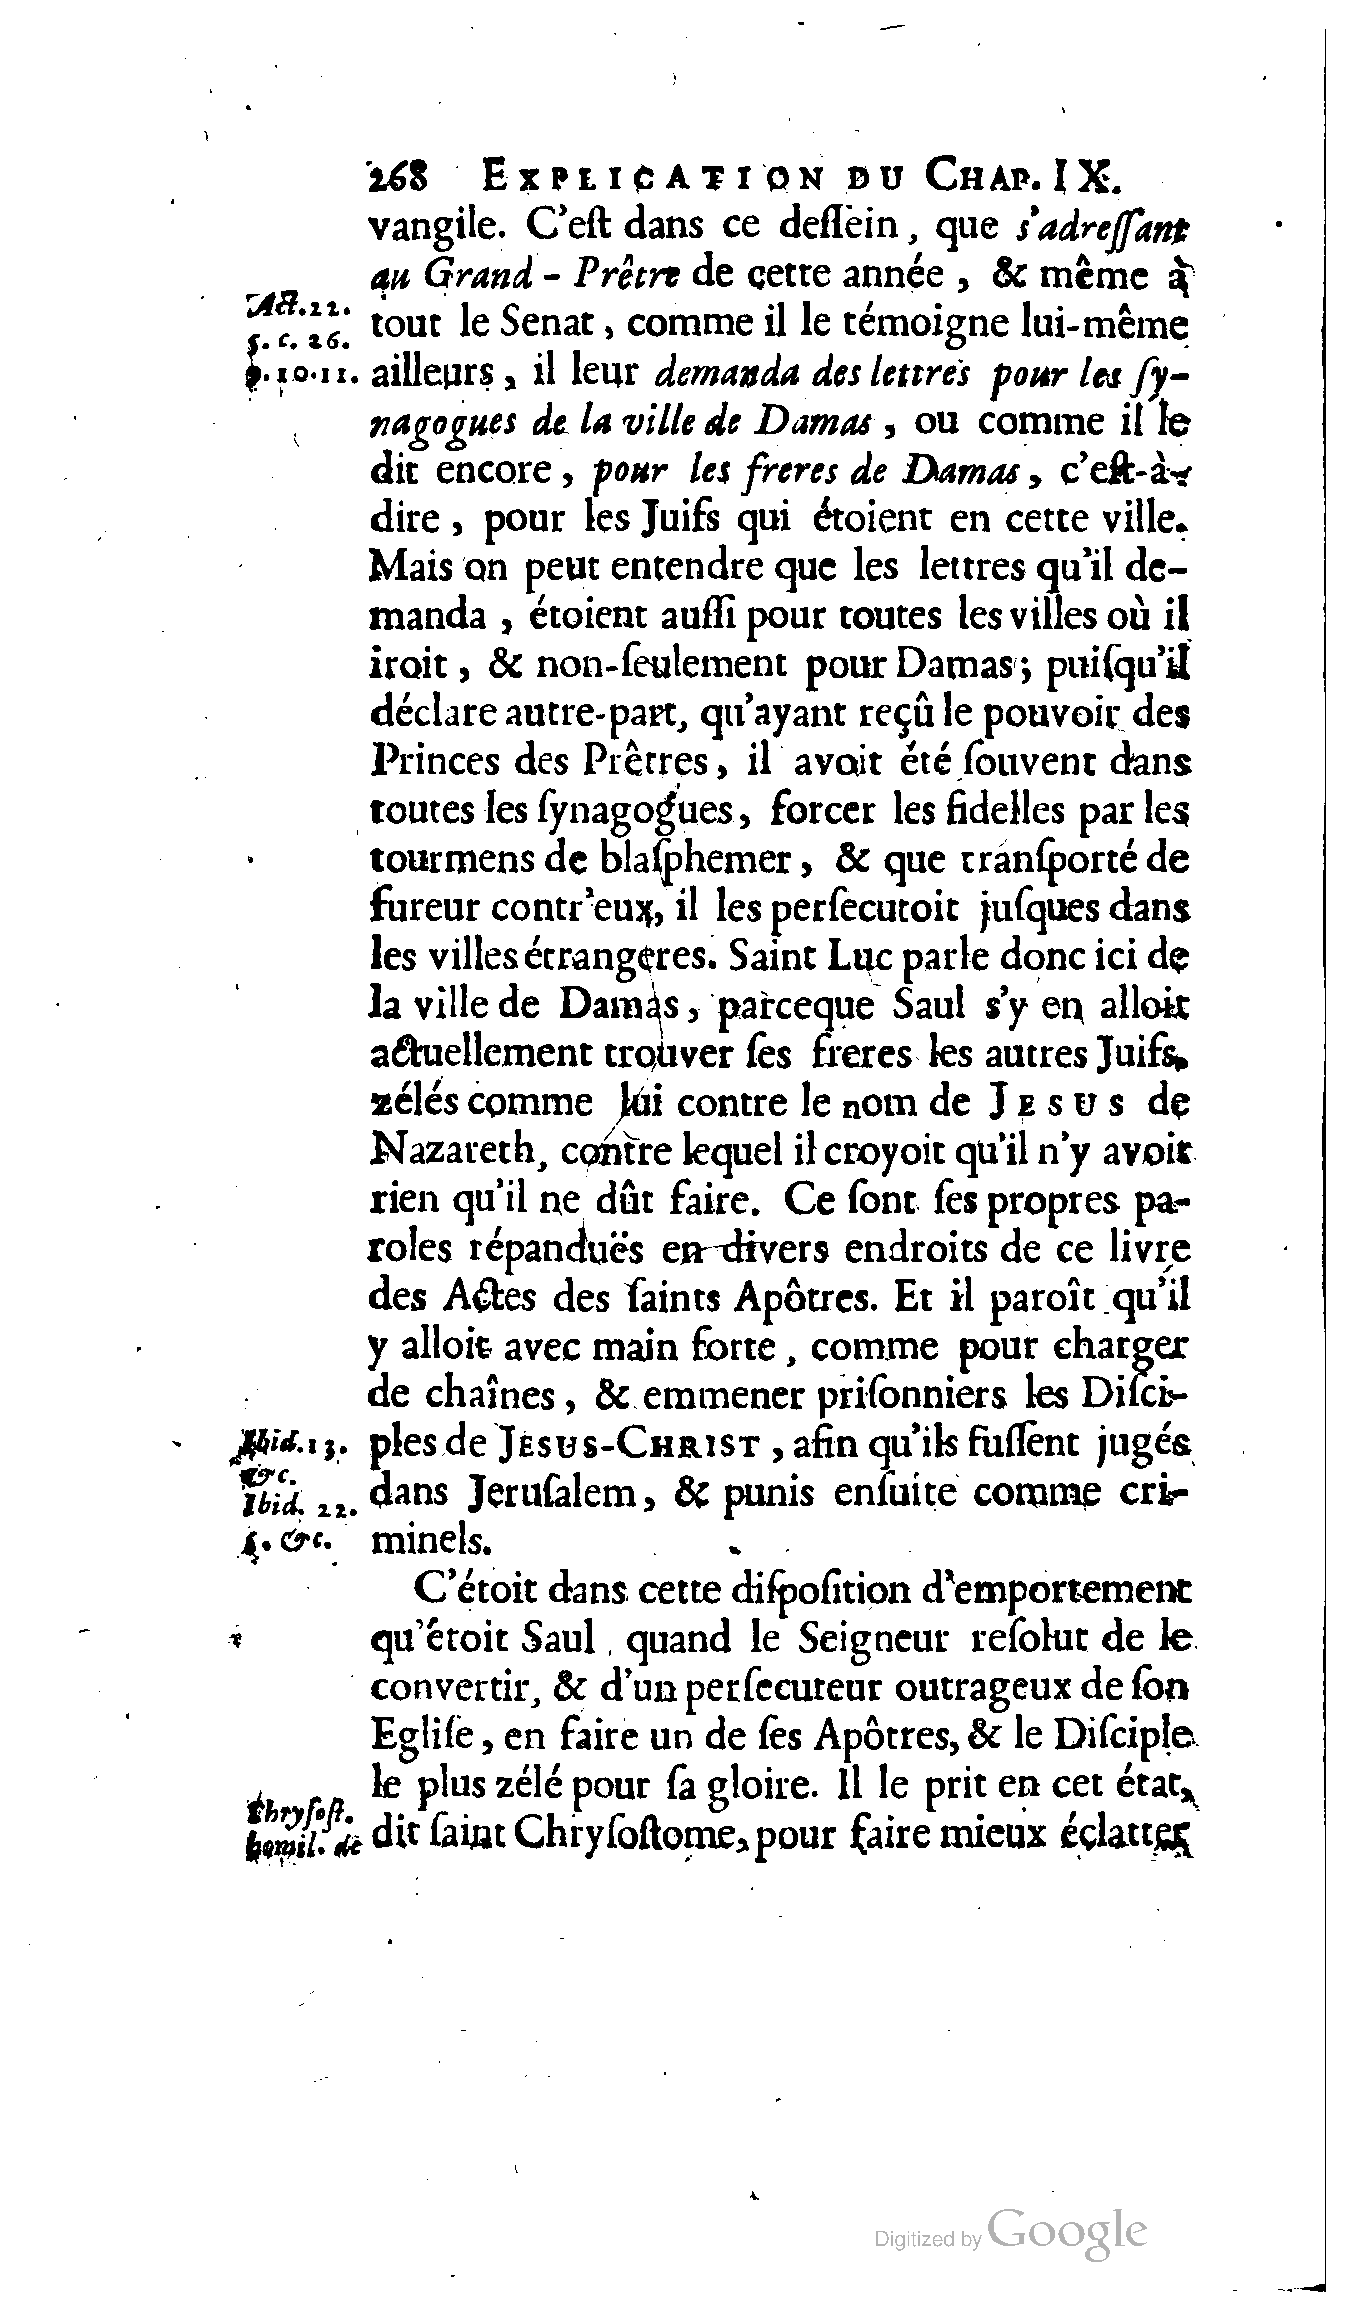 268 EXPLICATION DU CHAP. IX.
vangile. C'eſt dans ce deſſein, que s'adreſſant
au Grand-Prêtre de cette année, & même à
Act. 22.
tout le Senat, comme il le témoigne lui-même
5. c. 26.
ailleurs, il leur demanda des lettres pour les ſy-
9.10.11.
nagogues de la ville de Damas, ou comme il le
dit encore, pour les freres de Damas, c'eſt-à-
dire, pour les Juifs qui étoient en cette ville.
Mais on peut entendre que les lettres qu'il de-
manda, étoient auſſi pour toutes les villes où il
iroit, & non-ſeulement pour Damas; puiſqu'il
déclare autre-part, qu'ayant reçû le pouvoir des
Princes des Prêtres, il avoit été ſouvent dans
toutes les ſynagogues, forcer les fidelles par les
tourmens de blaſphemer, & que tranſporté de
fureur contr'eux, il les perſecutoit juſques dans
les villes étrangeres. Saint Luc parle donc ici de
la ville de Damas, parceque Saul s'y en alloit
actuellement trouver ſes freres les autres Juifs,
zélés comme lui contre le nom de JESUS de
Nazareth, contre lequel il croyoit qu'il n'y avoit
rien qu'il ne dût faire. Ce ſont ſes propres pa-
roles répanduës en divers endroits de ce livre
des Actes des ſaints Apôtres. Et il paroît qu'il
y alloit avec main forte, comme pour charger
de chaînes, & emmener priſonniers les Diſci-
ples de JESUS-CHRIST, afin qu'ils fuſſent jugés
Ibid. 13.
&c.
dans Jeruſalem, & punis enſuite comme cri-
Ibid. 22.
minels.
5. &c.
C'étoit dans cette diſpoſition d'emportement
qu'étoit Saul, quand le Seigneur reſolut de le
convertir, & d'un perſecuteur outrageux de ſon
Egliſe, en faire un de ſes Apôtres, & le Diſciple
le plus zélé pour ſa gloire. Il le prit en cet état,
Chryſoſt.
dit ſaint Chryſoſtome, pour faire mieux éclatter
homil. de
Digitized by Google